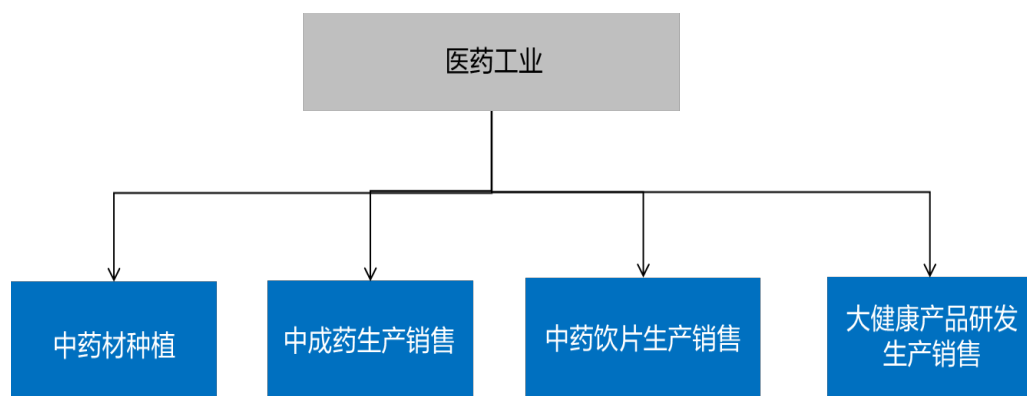 医药工业
中药材种植
中成药生产销售
中药饮片生产销售
大健康产品研发
生产销售